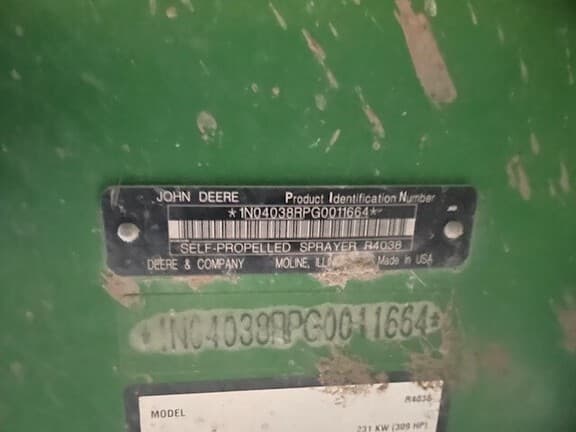 JOHN DEERE Product Identification Number
*1N04038RPG0011664*
SELF-PROPELLED SPRAYER R4038
DEERE & COMPANY MOLINE, Made in USA
*1N04038RPG0011664*
MODEL R4038
231 KW (309 HP)